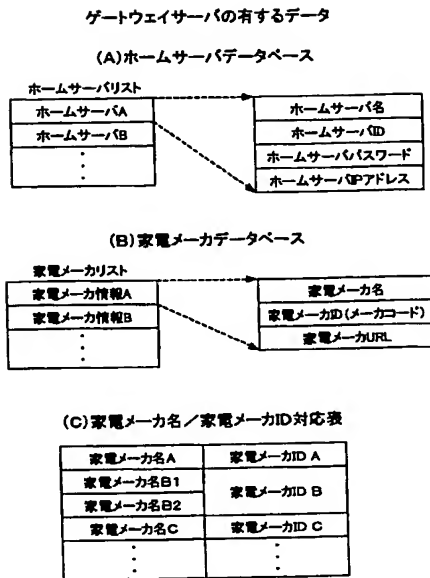 ゲートウェイサーバの有するデータ
(A)ホームサーバデータベース
ホームサーバリスト
ホームサーバA
ホームサーバB
ホームサーバ名
ホームサーバID
ホームサーバパスワード
ホームサーバIPアドレス
(B)家電メーカデータベース
家電メーカリスト
家電メーカ情報A
家電メーカ情報B
家電メーカ名
家電メーカID(メーカコード)
家電メーカURL
(C)家電メーカ名/家電メーカID対応表
家電メーカ名A 家電メーカID A
家電メーカ名B1
家電メーカID B
家電メーカ名B2
家電メーカ名C 家電メーカID C